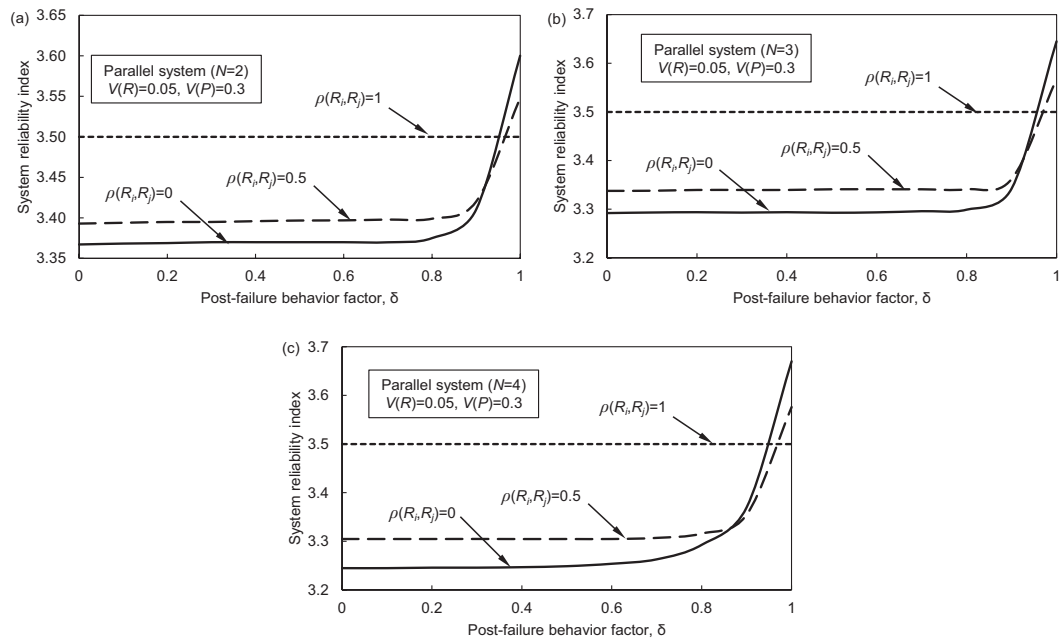 (a)
3.65
3.60
3.55
3.50
3.45
3.40
3.35
System reliability index
Parallel system (N=2)
V(R)=0.05, V(P)=0.3
ρ(Ri,Rj)=1
ρ(Ri,Rj)=0.5
ρ(Ri,Rj)=0
0 0.2 0.4 0.6 0.8 1
Post-failure behavior factor, δ
(b)
3.7
3.6
3.5
3.4
3.3
3.2
System reliability index
Parallel system (N=3)
V(R)=0.05, V(P)=0.3
ρ(Ri,Rj)=1
ρ(Ri,Rj)=0.5
ρ(Ri,Rj)=0
0 0.2 0.4 0.6 0.8 1
Post-failure behavior factor, δ
(c)
3.7
3.6
3.5
3.4
3.3
3.2
System reliability index
Parallel system (N=4)
V(R)=0.05, V(P)=0.3
ρ(Ri,Rj)=1
ρ(Ri,Rj)=0.5
ρ(Ri,Rj)=0
0 0.2 0.4 0.6 0.8 1
Post-failure behavior factor, δ